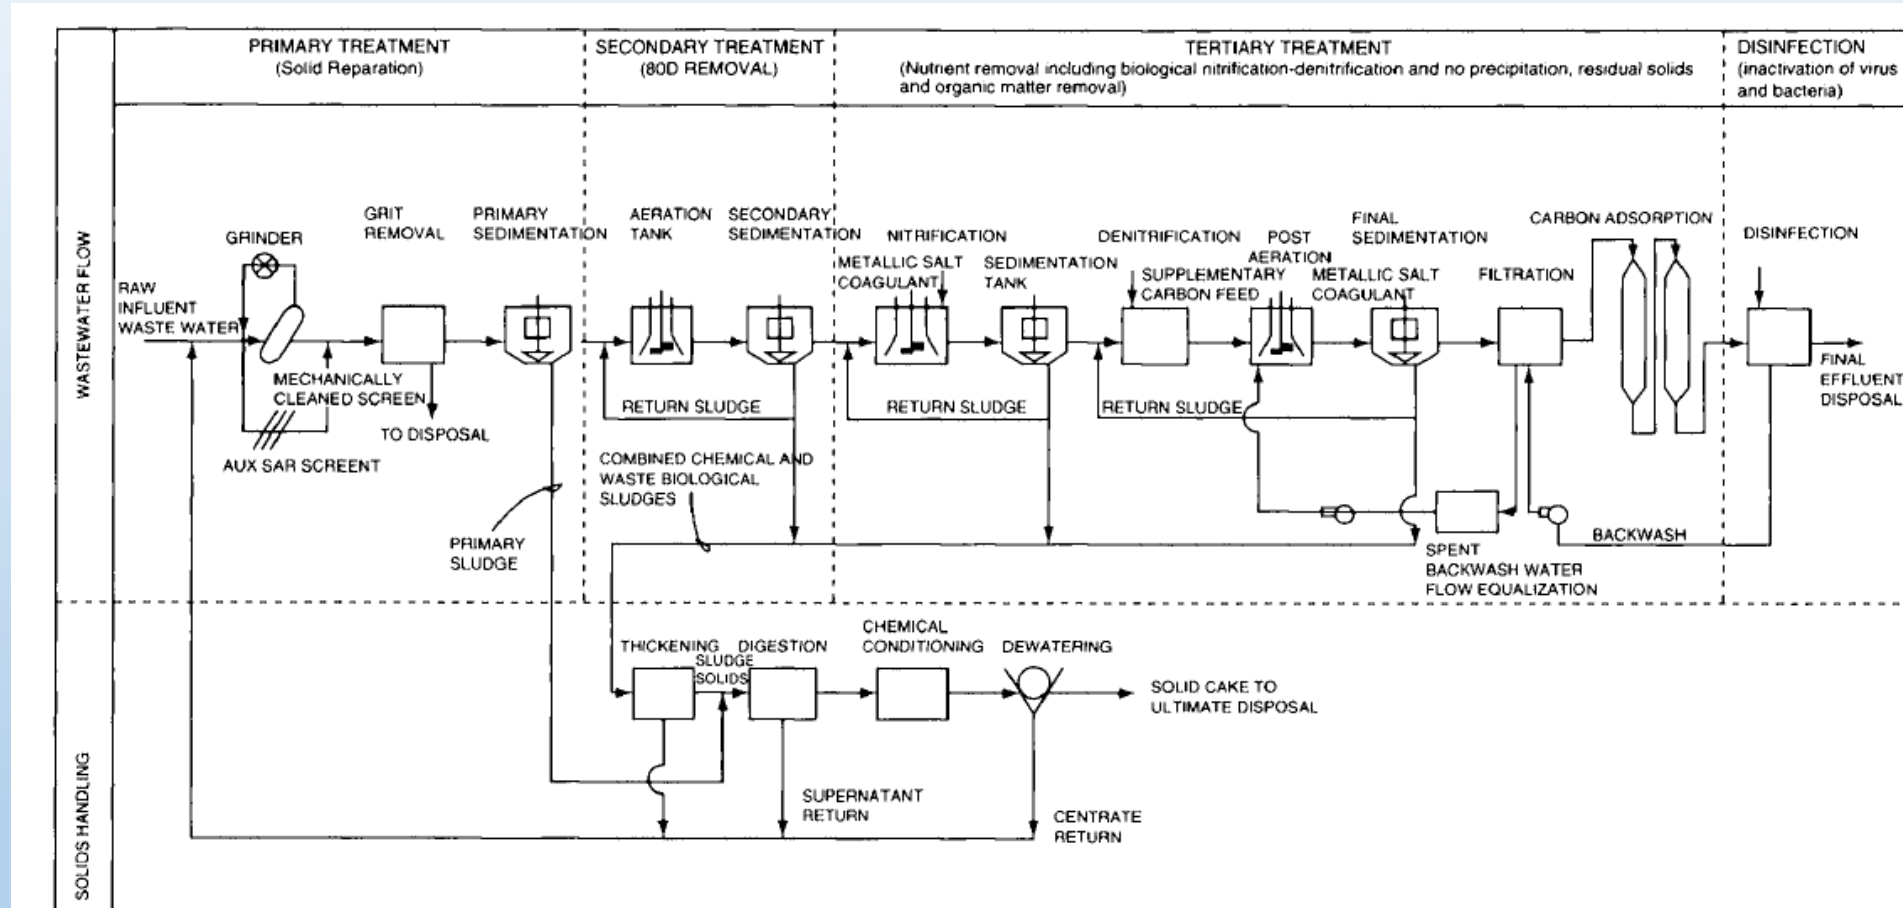 PRIMARY TREATMENT
(Solid Reparation)
SECONDARY TREATMENT
(80D REMOVAL)
TERTIARY TREATMENT
(Nutrient removal including biological nitrification-denitrification and no precipitation, residual solids
and organic matter removal)
DISINFECTION
(inactivation of virus
and bacteria)
WASTEWATER FLOW
RAW
INFLUENT
WASTE WATER
GRINDER
GRIT
REMOVAL
PRIMARY
SEDIMENTATION
MECHANICALLY
CLEANED SCREEN
TO DISPOSAL
AUX SAR SCREENT
PRIMARY
SLUDGE
AERATION
TANK
SECONDARY
SEDIMENTATION
RETURN SLUDGE
COMBINED CHEMICAL AND
WASTE BIOLOGICAL
SLUDGES
NITRIFICATION
METALLIC SALT
COAGULANT
SEDIMENTATION
TANK
RETURN SLUDGE
DENITRIFICATION
SUPPLEMENTARY
CARBON FEED
POST
AERATION
FINAL
SEDIMENTATION
METALLIC SALT
COAGULANT
RETURN SLUDGE
FILTRATION
CARBON ADSORPTION
SPENT
BACKWASH WATER
FLOW EQUALIZATION
BACKWASH
DISINFECTION
FINAL
EFFLUENT
DISPOSAL
SOLIDS HANDLING
THICKENING
SLUDGE
SOLIDS
DIGESTION
CHEMICAL
CONDITIONING
DEWATERING
SOLID CAKE TO
ULTIMATE DISPOSAL
SUPERNATANT
RETURN
CENTRATE
RETURN